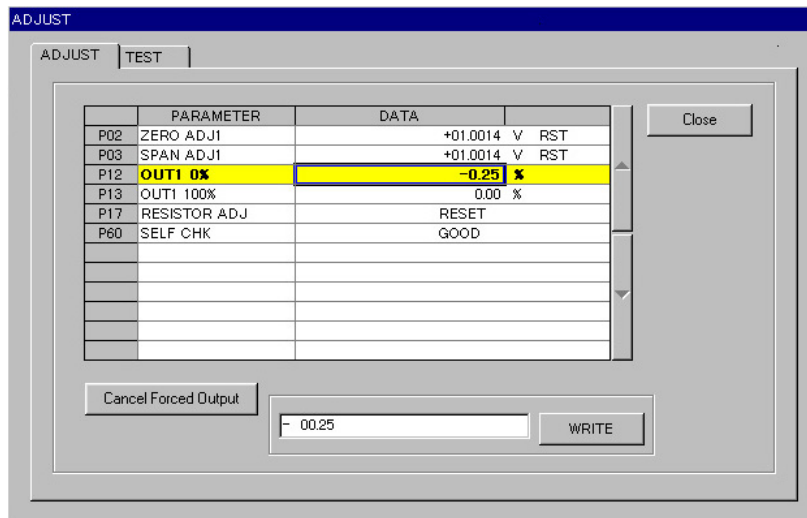 ADJUST
ADJUST TEST
PARAMETER DATA
P02 ZERO ADJ1 +01.0014 V RST
P03 SPAN ADJ1 +01.0014 V RST
P12 OUT1 0% -0.25 %
P13 OUT1 100% 0.00 %
P17 RESISTOR ADJ RESET
P60 SELF CHK GOOD
Close
Cancel Forced Output
- 00.25
WRITE